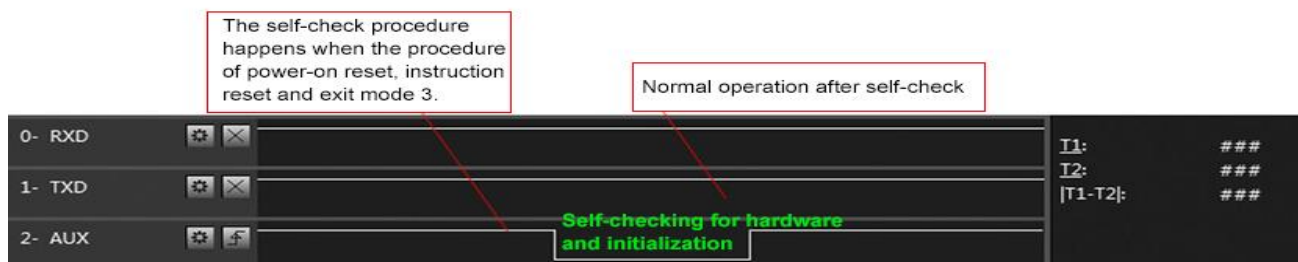 The self-check procedure
happens when the procedure
of power-on reset, instruction
reset and exit mode 3.
Normal operation after self-check
0- RXD
T1: ###
T2: ###
1- TXD
|T1-T2|: ###
Self-checking for hardware
2- AUX
and initialization